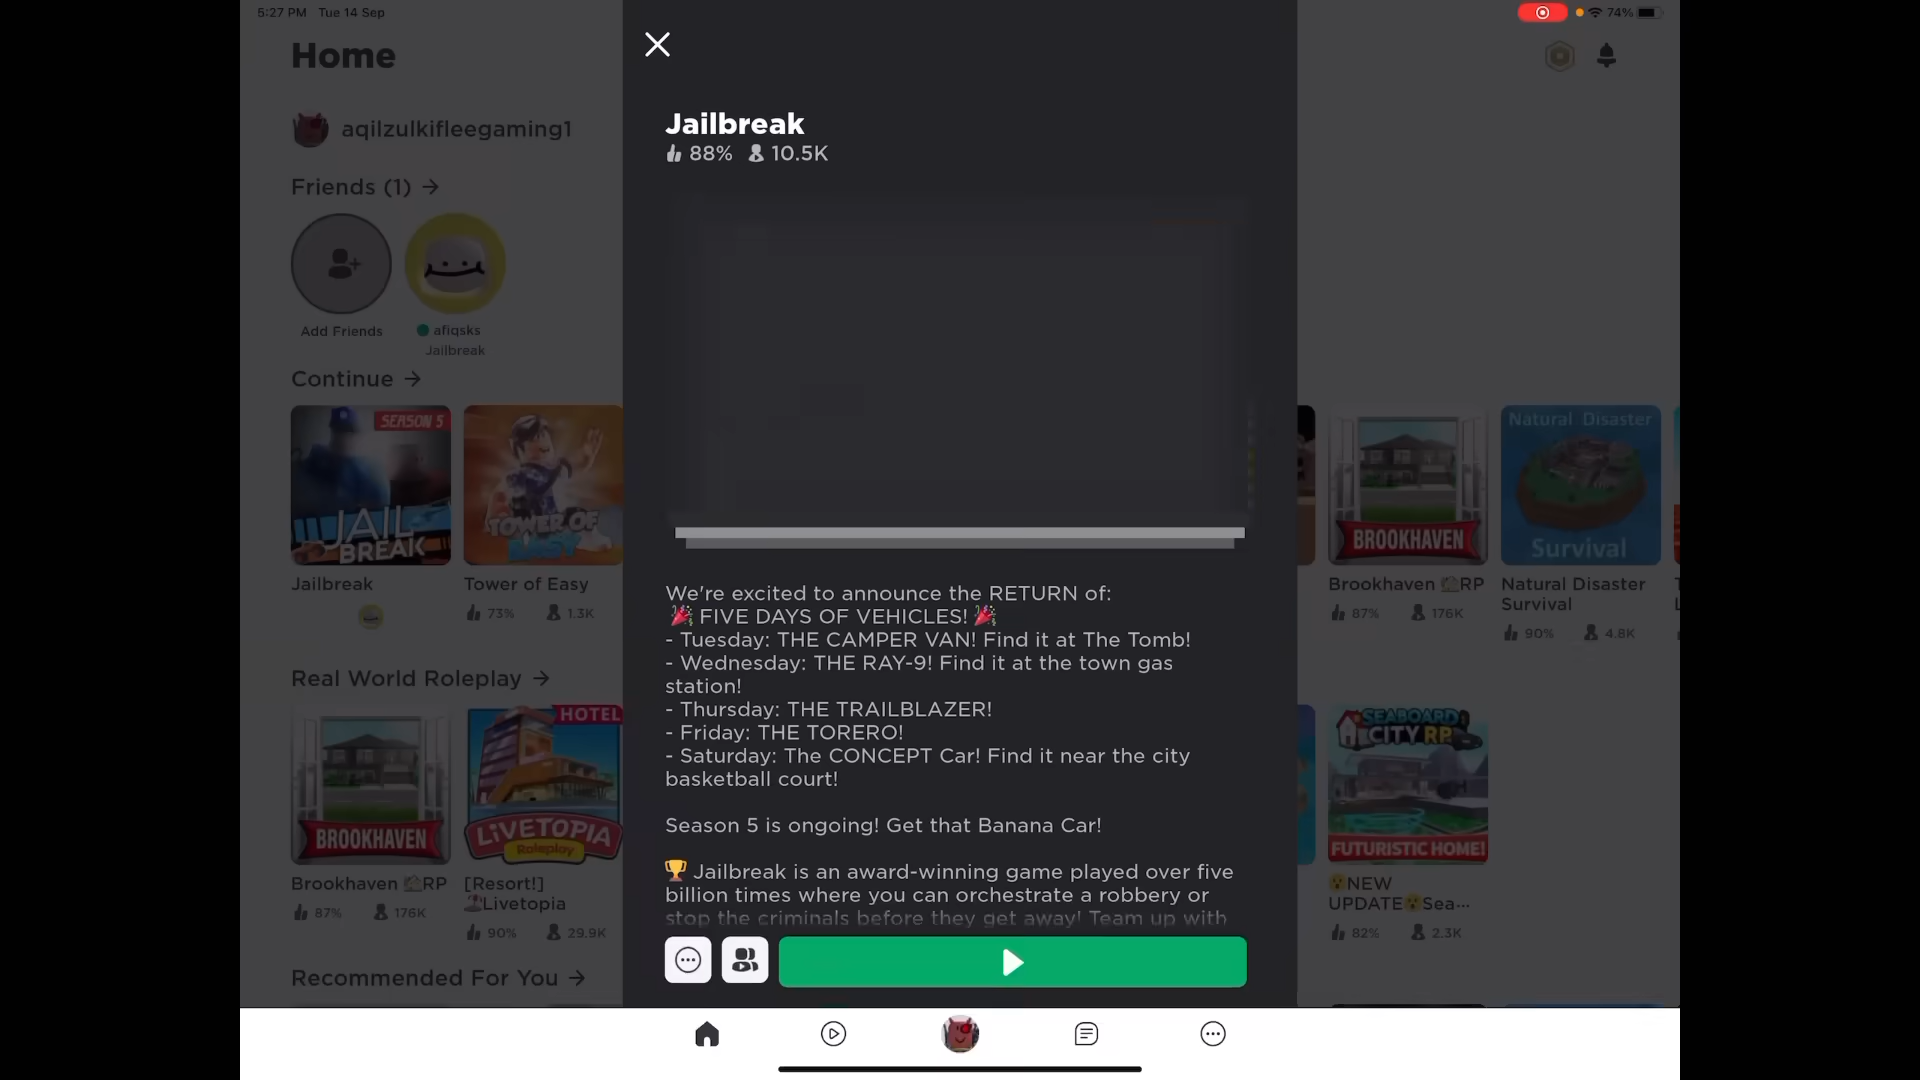 5:27 PM Tue 14 Sep
74%
Home
aqilzulkifleegaming1
Friends (1) →
Add Friends
afiqsks
Jailbreak
Continue →
SEASON 5
JAIL
BREAK
TOWER OF
EASY
Jailbreak
Tower of Easy
73% 1.3K
Real World Roleplay →
BROOKHAVEN
HOTEL
LIVETOPIA
Roleplay
Brookhaven 🏡RP
87% 176K
[Resort!]
🏖️Livetopia
90% 29.9K
Recommended For You →
Jailbreak
88% 10.5K
We're excited to announce the RETURN of:
🎉 FIVE DAYS OF VEHICLES! 🎉
- Tuesday: THE CAMPER VAN! Find it at The Tomb!
- Wednesday: THE RAY-9! Find it at the town gas
station!
- Thursday: THE TRAILBLAZER!
- Friday: THE TORERO!
- Saturday: The CONCEPT Car! Find it near the city
basketball court!
Season 5 is ongoing! Get that Banana Car!
🏆 Jailbreak is an award-winning game played over five
billion times where you can orchestrate a robbery or
stop the criminals before they get away! Team up with
BROOKHAVEN
Brookhaven 🏡RP
87% 176K
Natural Disaster
Survival
Natural Disaster
Survival
90% 4.8K
SEABOARD
CITY RP
FUTURISTIC HOME!
😮NEW
UPDATE😮Sea...
82% 2.3K